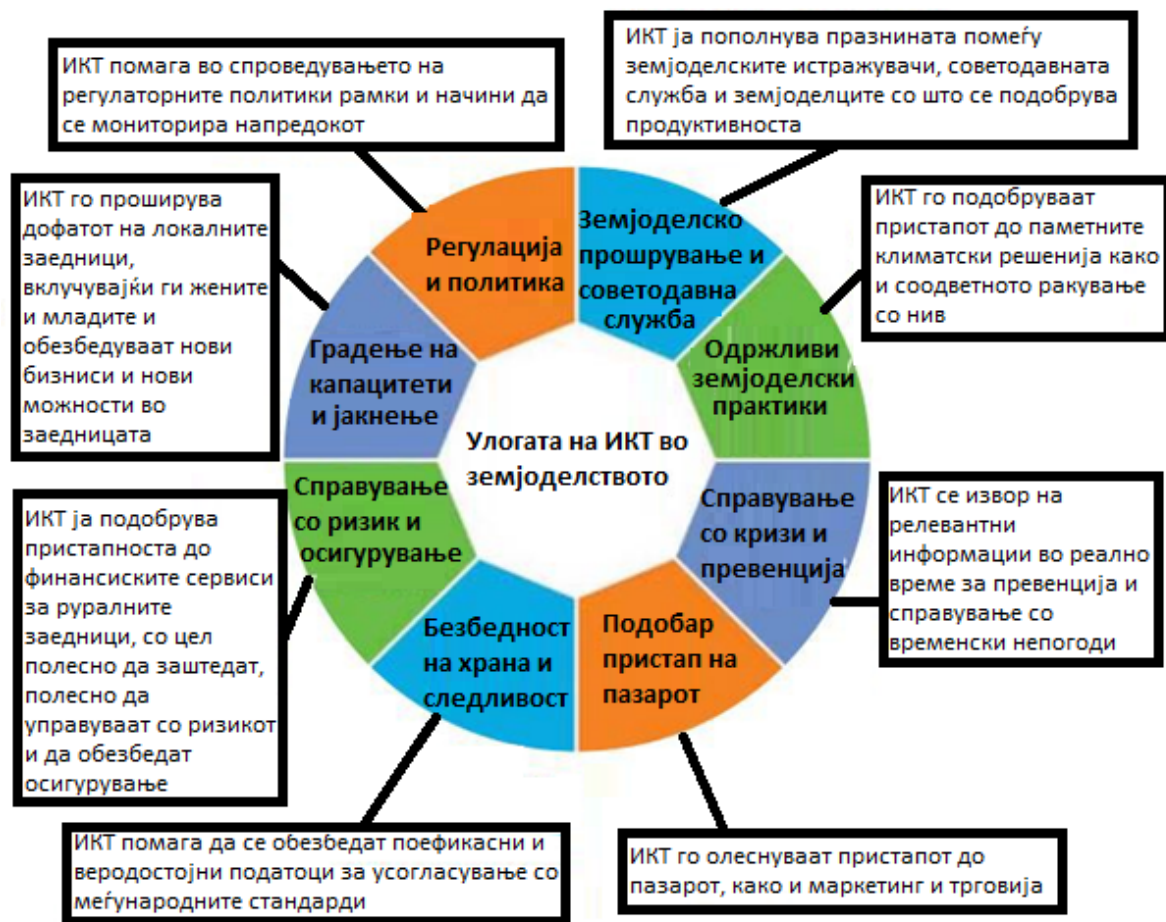 ИКТ помага во спроведувањето на
регулаторните политики рамки и начини да
се мониторира напредокот
ИКТ ја пополнува празнината помеѓу
земјоделските истражувачи, советодавната
служба и земјоделците со што се подобрува
продуктивноста
ИКТ го проширува
дофатот на локалните
заедници,
вклучувајќи ги жените
и младите и
обезбедуваат нови
бизниси и нови
можности во
заедницата
Регулација
и политика
Земјоделско
прошрување и
советодавна
служба
ИКТ го подобруваат
пристапот до паметните
климатски решенија како
и соодветното ракување
со нив
Градење на
капацитети
и јакнење
Одржливи
земјоделски
практики
Улогата на ИКТ во
земјоделството
Справување
со ризик и
осигурување
Справување
со кризи и
превенција
ИКТ ја подобрува
пристапноста до
финансиските сервиси
за руралните
заедници, со цел
полесно да заштедат,
полесно да
управуваат со ризикот
и да обезбедат
осигурување
ИКТ се извор на
релевантни
информации во реално
време за превенција и
справување со
временски непогоди
Безбедност
на храна и
следливост
Подобар
пристап на
пазарот
ИКТ помага да се обезбедат поефикасни и
веродостојни податоци за усогласување со
меѓународните стандарди
ИКТ го олеснуваат пристапот до
пазарот, како и маркетинг и трговија